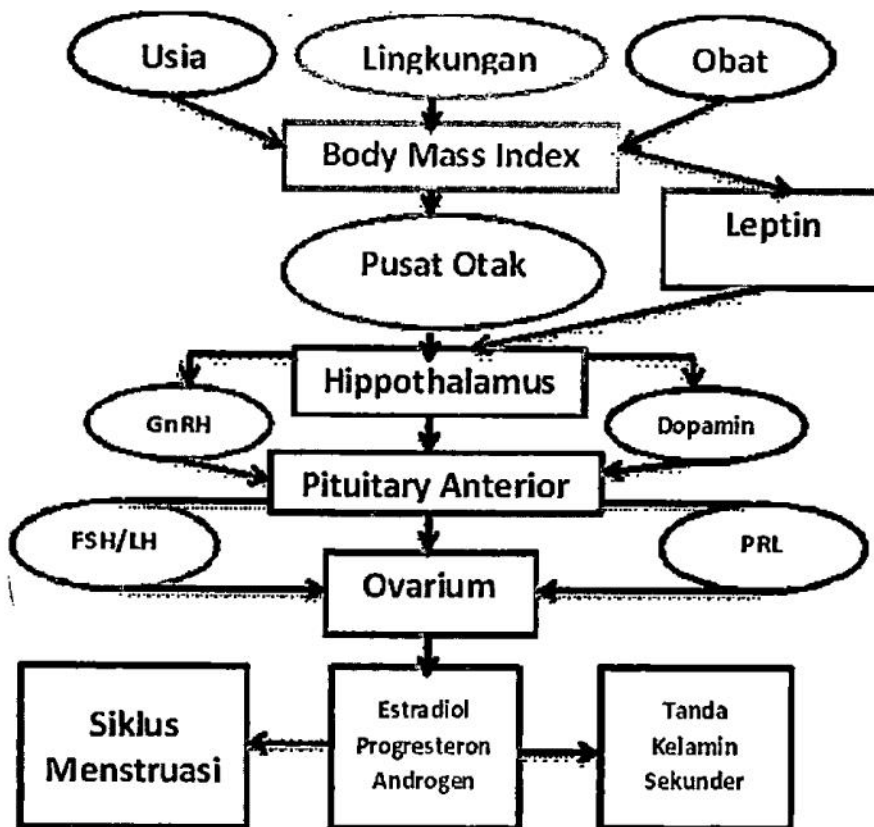 Usia
Lingkungan
Obat
Body Mass Index
Leptin
Pusat Otak
Hippothalamus
GnRH
Dopamin
Pituitary Anterior
FSH/LH
PRL
Ovarium
Siklus
Menstruasi
Estradiol
Progresteron
Androgen
Tanda
Kelamin
Sekunder